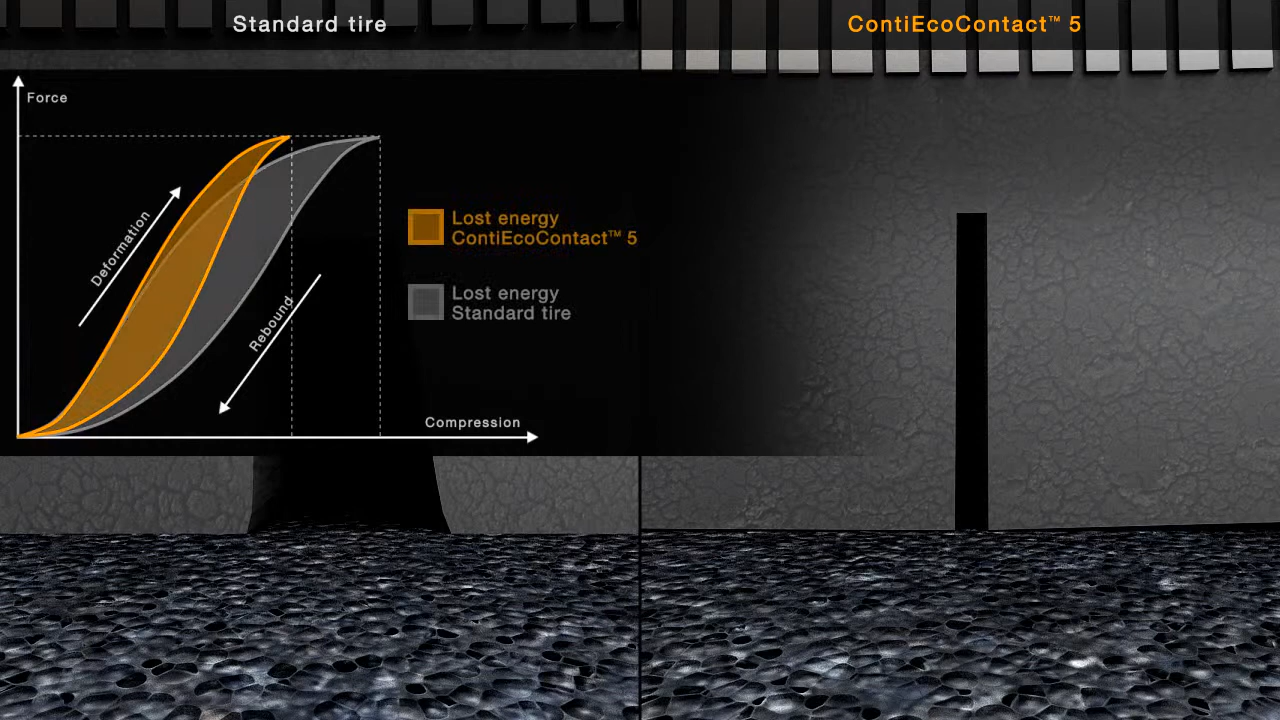 Standard tire
ContiEcoContact™ 5
Force
Deformation
Rebound
Lost energy
ContiEcoContact™ 5
Lost energy
Standard tire
Compression